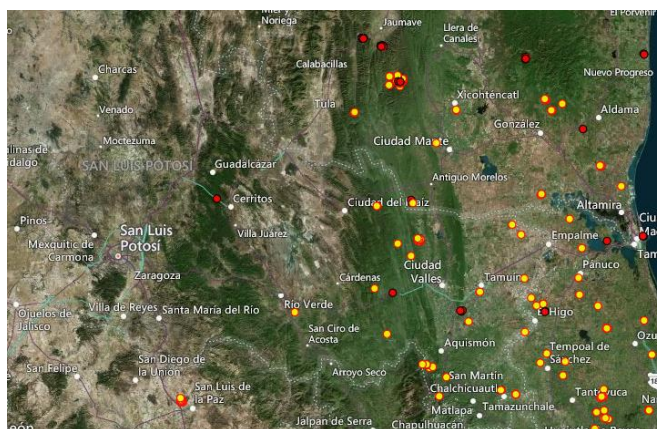 Mier y
Noriega
Jaumave
Llera de
Canales
El Porvenir
Charcas
Calabacillas
Nuevo Progreso
Venado
Tula
Xicohténcatl
Aldama
Moctezuma
González
Ciudad Mante
SAN LUIS POTOSÍ
Guadalcázar
Antiguo Morelos
Cerritos
Ciudad del Maíz
Altamira
Pinos
Villa Juárez
San Luis
Potosí
Mexquitic de
Carmona
Empalme
Zaragoza
Cárdenas
Ciudad
Valles
Tamuín
Pánuco
Ojuelos de
Jalisco
Villa de Reyes
Santa María del Río
Río Verde
El Higo
San Ciro de
Acosta
Aquismón
San Felipe
San Diego de
la Unión
Arroyo Seco
Tempoal de
Sánchez
San Luis de
la Paz
San Martín
Chalchicuautl
Tantoyuca
Matlapa
Tamazunchale
Jalpan de Serra
Chapulhuacán